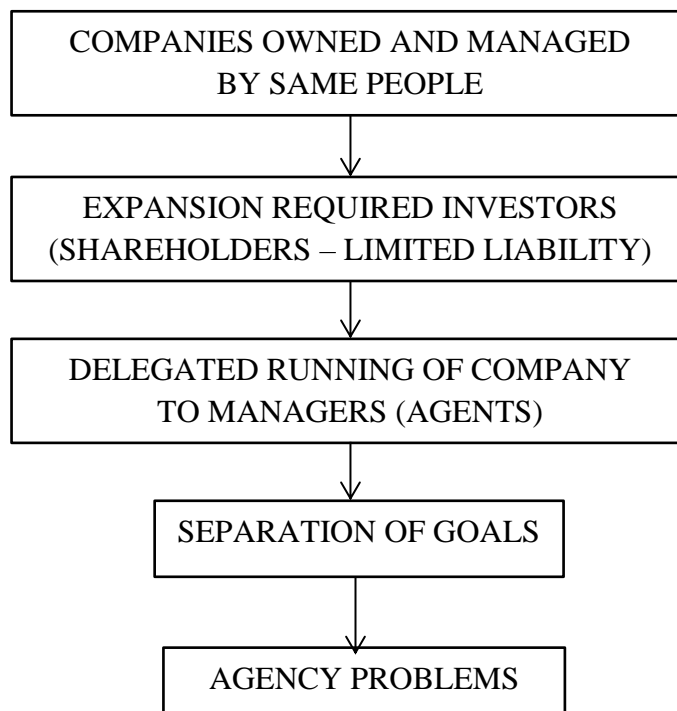 COMPANIES OWNED AND MANAGED
BY SAME PEOPLE
EXPANSION REQUIRED INVESTORS
(SHAREHOLDERS – LIMITED LIABILITY)
DELEGATED RUNNING OF COMPANY
TO MANAGERS (AGENTS)
SEPARATION OF GOALS
AGENCY PROBLEMS